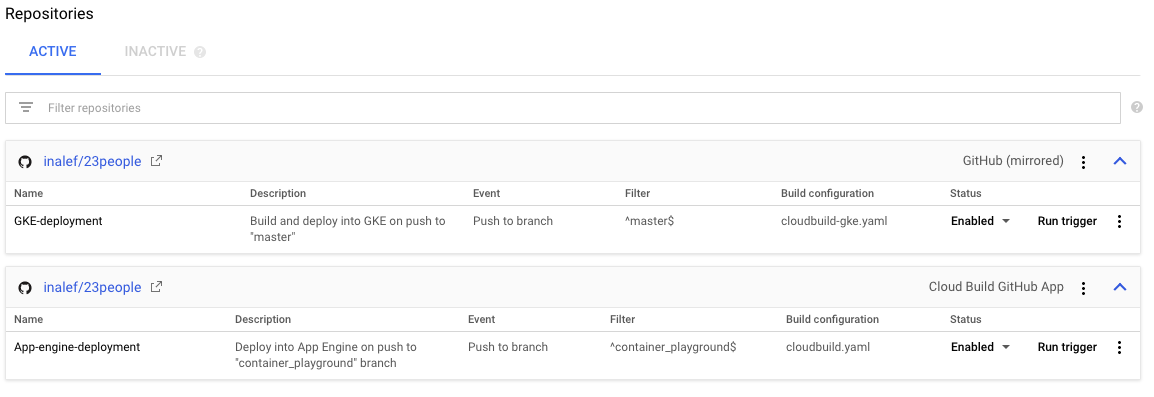 Repositories
ACTIVE INACTIVE ?
Filter repositories ?
inalef/23people GitHub (mirrored)
Name Description Event Filter Build configuration Status
GKE-deployment Build and deploy into GKE on push to Push to branch ^master$ cloudbuild-gke.yaml Enabled Run trigger
"master"
inalef/23people Cloud Build GitHub App
Name Description Event Filter Build configuration Status
App-engine-deployment Deploy into App Engine on push to Push to branch ^container_playground$ cloudbuild.yaml Enabled Run trigger
"container_playground" branch